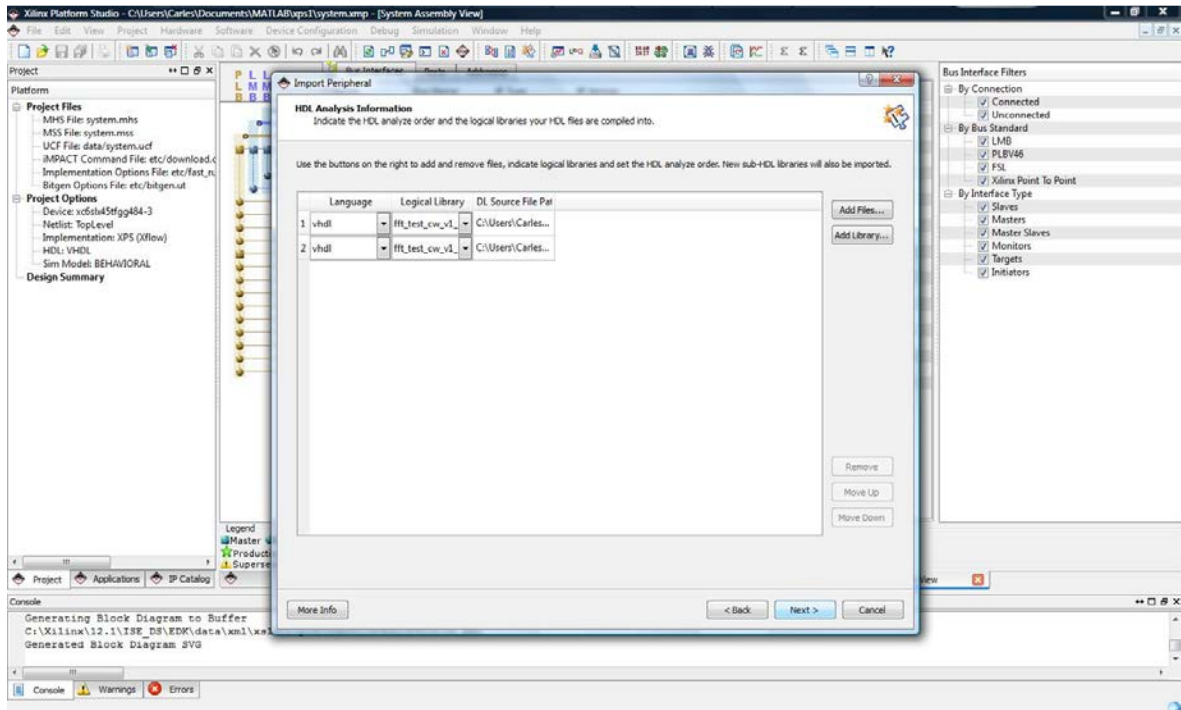 Xilinx Platform Studio - C:\Users\Carles\Documents\MATLAB\xps1\system.xmp - [System Assembly View]
File Edit View Project Hardware Software Device Configuration Debug Simulation Window Help
Project
Platform
Project Files
MHS File: system.mhs
MSS File: system.mss
UCF File: data/system.ucf
iMPACT Command File: etc/download.c
Implementation Options File: etc/fast_ru
Bitgen Options File: etc/bitgen.ut
Project Options
Device: xc6slx45tfgg484-3
Netlist: TopLevel
Implementation: XPS (Xflow)
HDL: VHDL
Sim Model: BEHAVIORAL
Design Summary
P L L
L M M
B B B
Import Peripheral
HDL Analysis Information
Indicate the HDL analyze order and the logical libraries your HDL files are compiled into.
Use the buttons on the right to add and remove files, indicate logical libraries and set the HDL analyze order. New sub-HDL libraries will also be imported.
Language Logical Library DL Source File Pat
1 vhdl fft_test_cw_v1_ C:\Users\Carles...
2 vhdl fft_test_cw_v1_ C:\Users\Carles...
Add Files...
Add Library...
Remove
Move Up
Move Down
More Info
< Back
Next >
Cancel
Bus Interface Filters
By Connection
Connected
Unconnected
By Bus Standard
LMB
PLBV46
FSL
Xilinx Point To Point
By Interface Type
Slaves
Masters
Master Slaves
Monitors
Targets
Initiators
Legend
Master
Producti
Superse
Project Applications IP Catalog
iew
Console
Generating Block Diagram to Buffer
C:\Xilinx\12.1\ISE_DS\EDK\data\xml\xsl
Generated Block Diagram SVG
Console Warnings Errors